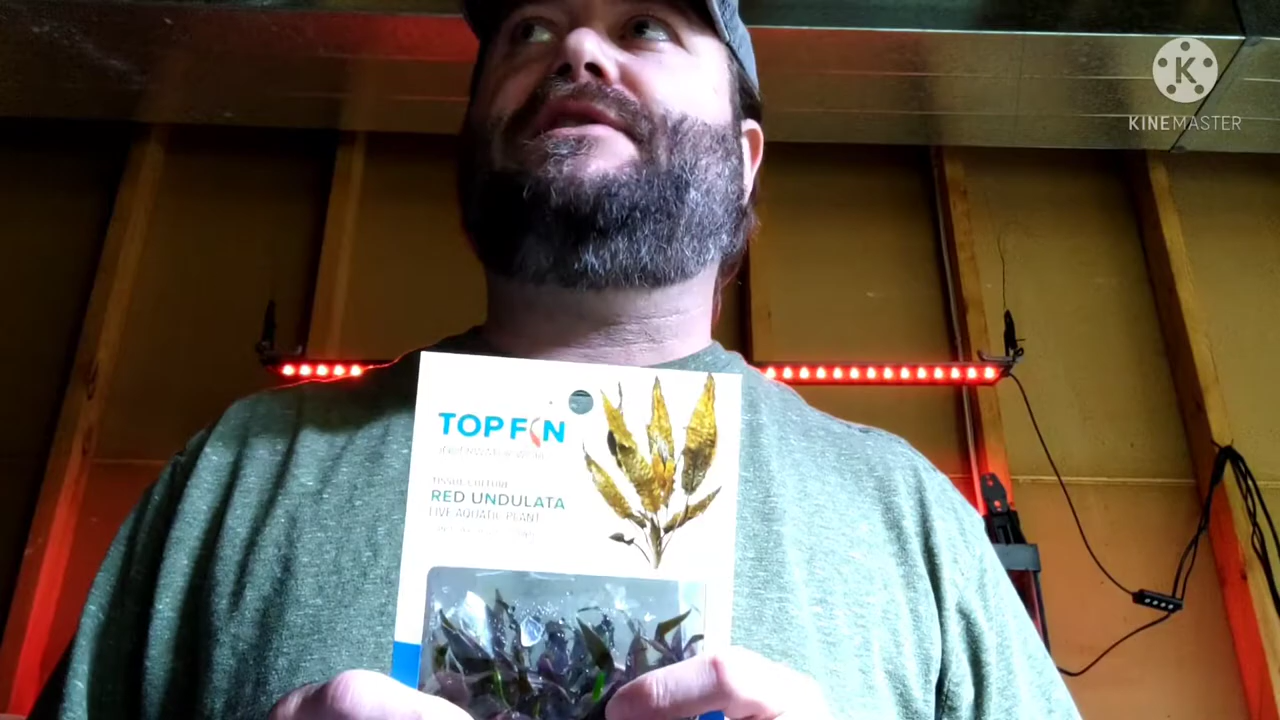 K
KINEMASTER
TOP FIN
TISSUE CULTURE
RED UNDULATA
LIVE AQUATIC PLANT